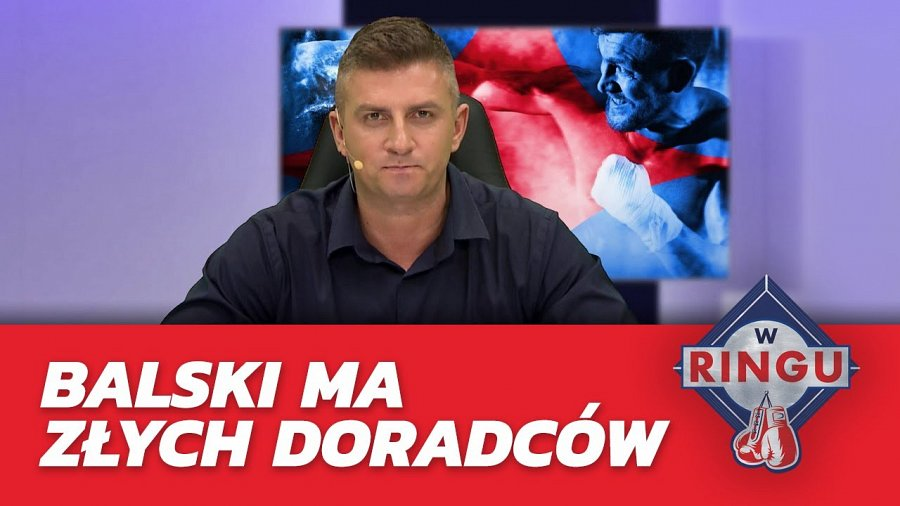 BALSKI MA
ZŁYCH DORADCÓW
W
RINGU